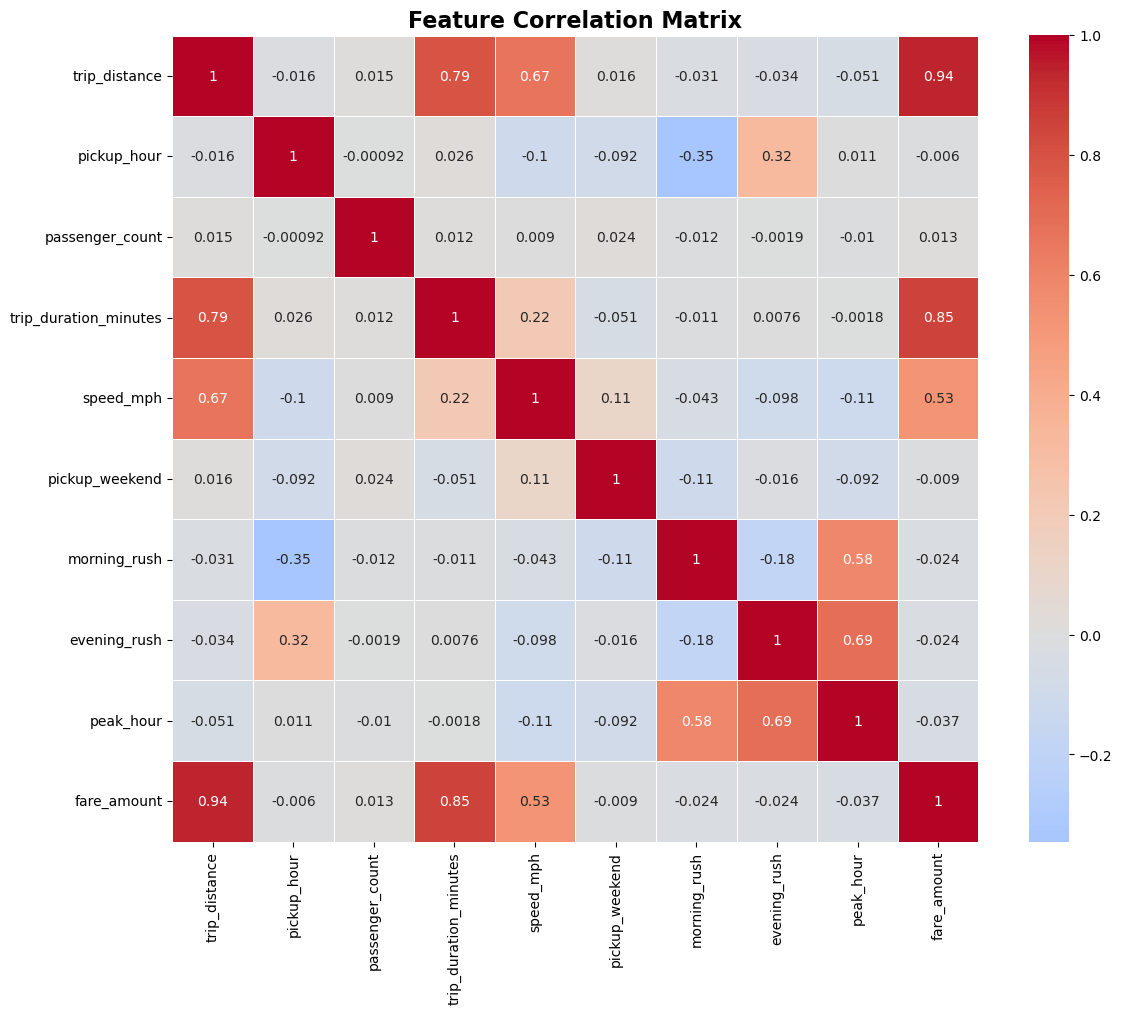 Feature Correlation Matrix
trip_distance 1 -0.016 0.015 0.79 0.67 0.016 -0.031 -0.034 -0.051 0.94
pickup_hour -0.016 1 -0.00092 0.026 -0.1 -0.092 -0.35 0.32 0.011 -0.006
passenger_count 0.015 -0.00092 1 0.012 0.009 0.024 -0.012 -0.0019 -0.01 0.013
trip_duration_minutes 0.79 0.026 0.012 1 0.22 -0.051 -0.011 0.0076 -0.0018 0.85
speed_mph 0.67 -0.1 0.009 0.22 1 0.11 -0.043 -0.098 -0.11 0.53
pickup_weekend 0.016 -0.092 0.024 -0.051 0.11 1 -0.11 -0.016 -0.092 -0.009
morning_rush -0.031 -0.35 -0.012 -0.011 -0.043 -0.11 1 -0.18 0.58 -0.024
evening_rush -0.034 0.32 -0.0019 0.0076 -0.098 -0.016 -0.18 1 0.69 -0.024
peak_hour -0.051 0.011 -0.01 -0.0018 -0.11 -0.092 0.58 0.69 1 -0.037
fare_amount 0.94 -0.006 0.013 0.85 0.53 -0.009 -0.024 -0.024 -0.037 1
trip_distance
pickup_hour
passenger_count
trip_duration_minutes
speed_mph
pickup_weekend
morning_rush
evening_rush
peak_hour
fare_amount
1.0
0.8
0.6
0.4
0.2
0.0
−0.2